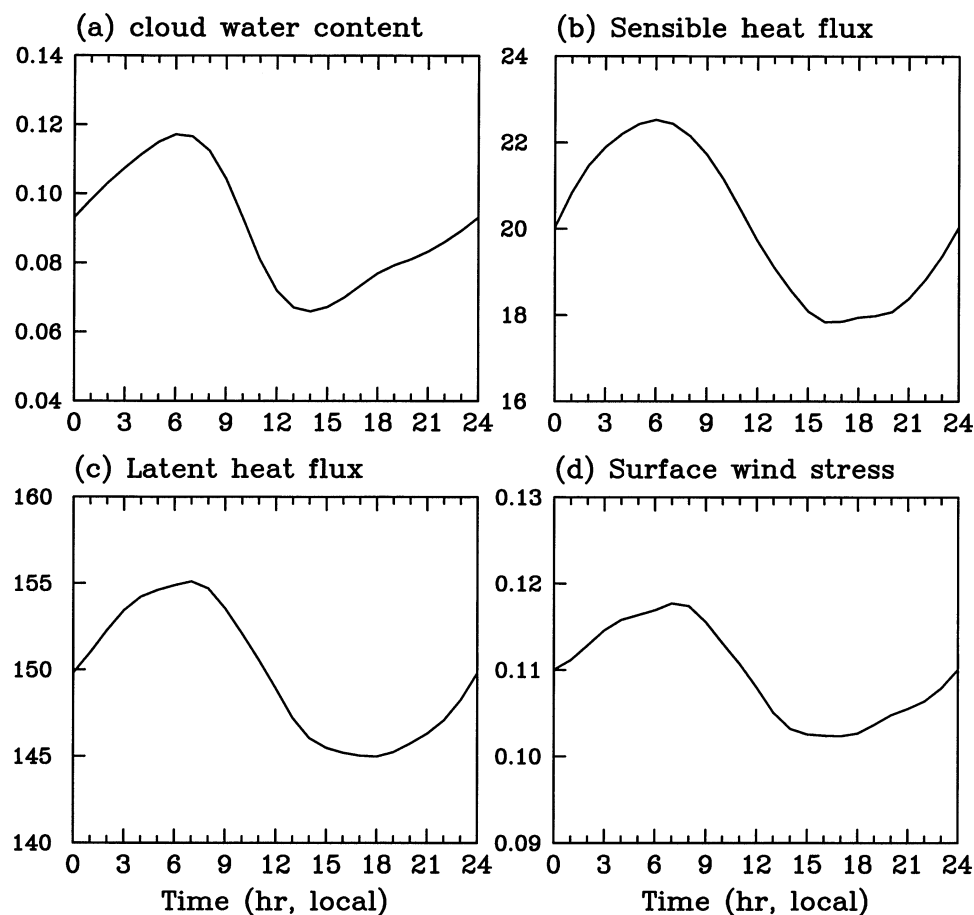 (a) cloud water content
0.14
0.12
0.10
0.08
0.06
0.04
0 3 6 9 12 15 18 21 24
(b) Sensible heat flux
24
22
20
18
16
0 3 6 9 12 15 18 21 24
(c) Latent heat flux
160
155
150
145
140
0 3 6 9 12 15 18 21 24
Time (hr, local)
(d) Surface wind stress
0.13
0.12
0.11
0.10
0.09
0 3 6 9 12 15 18 21 24
Time (hr, local)